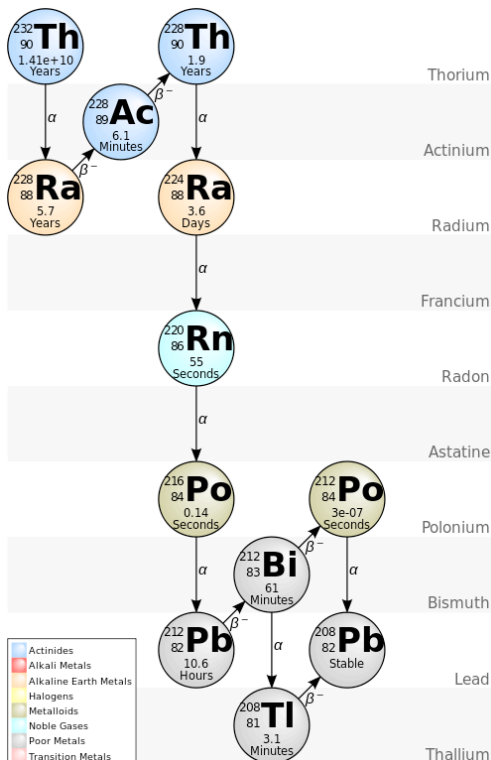 232
90
Th
1.41e+10
Years
228
90
Th
1.9
Years
Thorium
β⁻
α
228
89
Ac
6.1
Minutes
α
Actinium
β⁻
228
88
Ra
5.7
Years
224
88
Ra
3.6
Days
Radium
α
Francium
220
86
Rn
55
Seconds
Radon
α
Astatine
216
84
Po
0.14
Seconds
212
84
Po
3e-07
Seconds
Polonium
β⁻
α
212
83
Bi
61
Minutes
α
Bismuth
β⁻
212
82
Pb
10.6
Hours
α
208
82
Pb
Stable
Lead
β⁻
208
81
Tl
3.1
Minutes
Thallium
Actinides
Alkali Metals
Alkaline Earth Metals
Halogens
Metalloids
Noble Gases
Poor Metals
Transition Metals